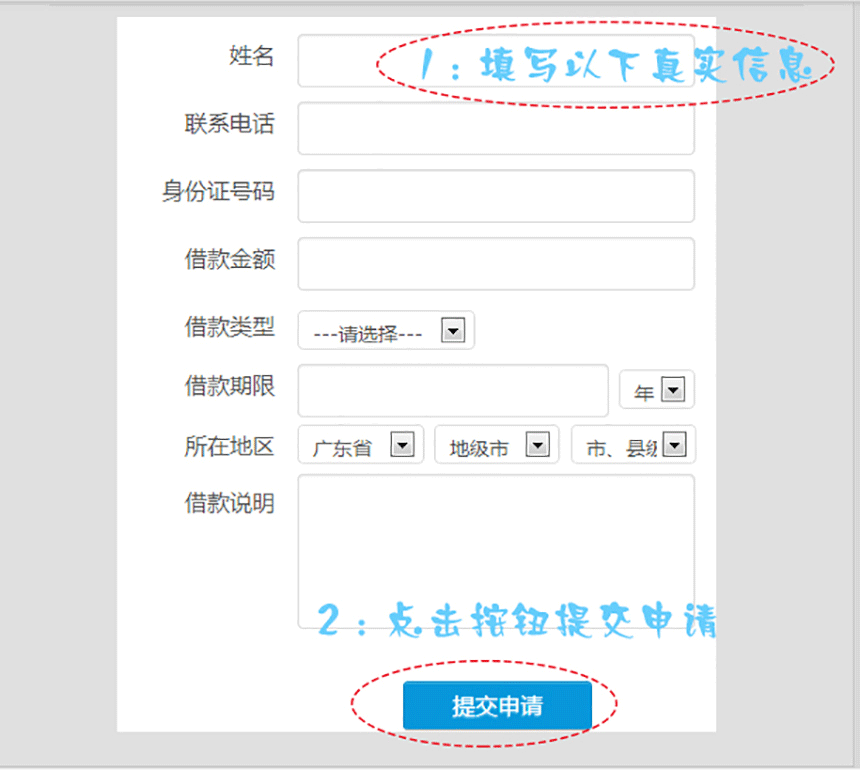 姓名
1：填写以下真实信息
联系电话
身份证号码
借款金额
借款类型 ---请选择---
借款期限 年
所在地区 广东省 地级市 市、县级
借款说明
2：点击按钮提交申请
提交申请